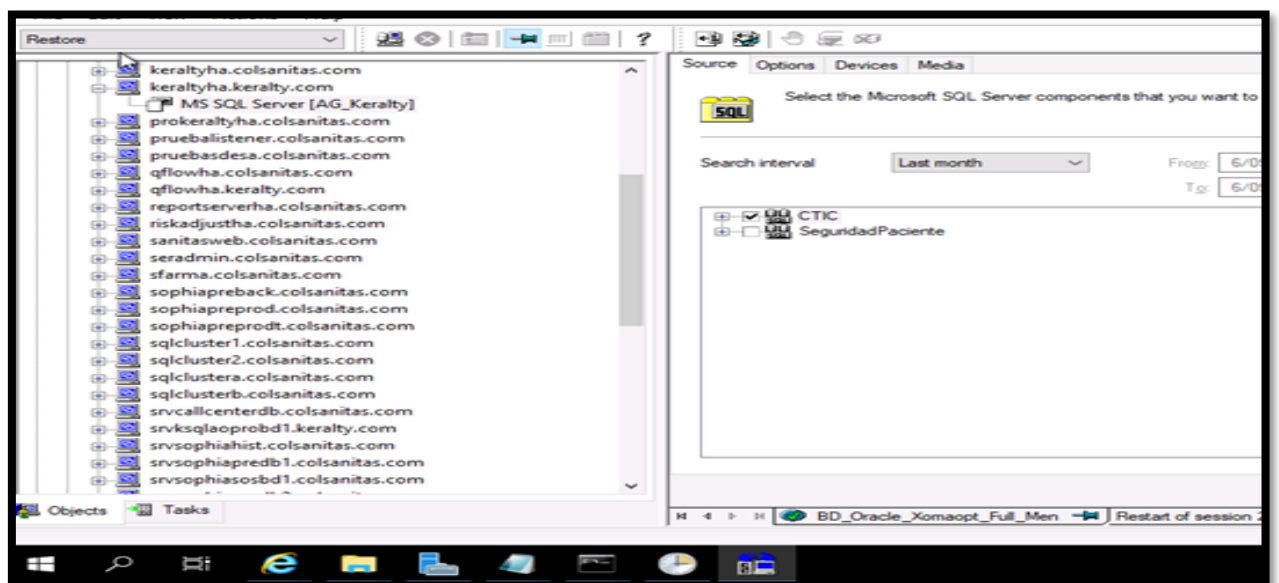 Restore
?
keraltyha.colsanitas.com
keraltyha.keralty.com
MS SQL Server [AG_Keralty]
prokeraltyha.colsanitas.com
pruebalistener.colsanitas.com
pruebasdesa.colsanitas.com
qflowha.colsanitas.com
qflowha.keralty.com
reportserverha.colsanitas.com
riskadjustha.colsanitas.com
sanitasweb.colsanitas.com
seradmin.colsanitas.com
sfarma.colsanitas.com
sophiapreback.colsanitas.com
sophiapreprod.colsanitas.com
sophiapreprodt.colsanitas.com
sqlcluster1.colsanitas.com
sqlcluster2.colsanitas.com
sqlclustera.colsanitas.com
sqlclusterb.colsanitas.com
srvcallcenterdb.colsanitas.com
srvksqlaoprobd1.keralty.com
srvsophiahist.colsanitas.com
srvsophiapredb1.colsanitas.com
srvsophiasosbd1.colsanitas.com
Objects Tasks
Source Options Devices Media
SQL
Select the Microsoft SQL Server components that you want to
Search interval Last month From: 6/0
To: 6/0
CTIC
SeguridadPaciente
BD_Oracle_Xomaopt_Full_Men Restart of session 2